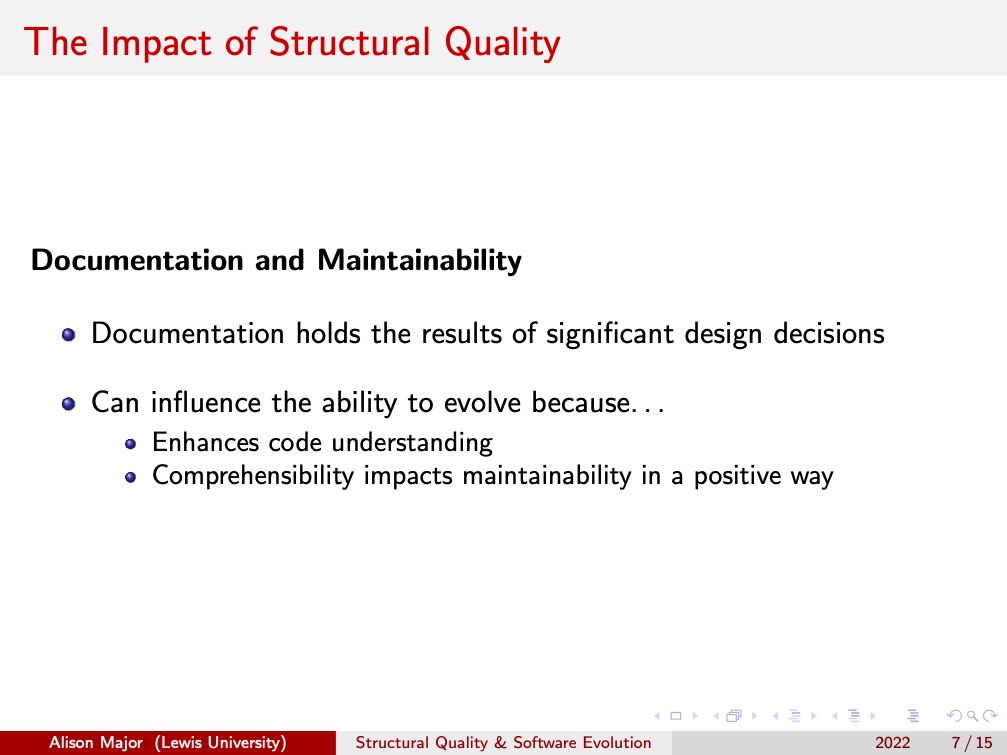 The Impact of Structural Quality
Documentation and Maintainability
Documentation holds the results of significant design decisions
Can influence the ability to evolve because. . .
Enhances code understanding
Comprehensibility impacts maintainability in a positive way
Alison Major (Lewis University)
Structural Quality & Software Evolution
2022
7 / 15